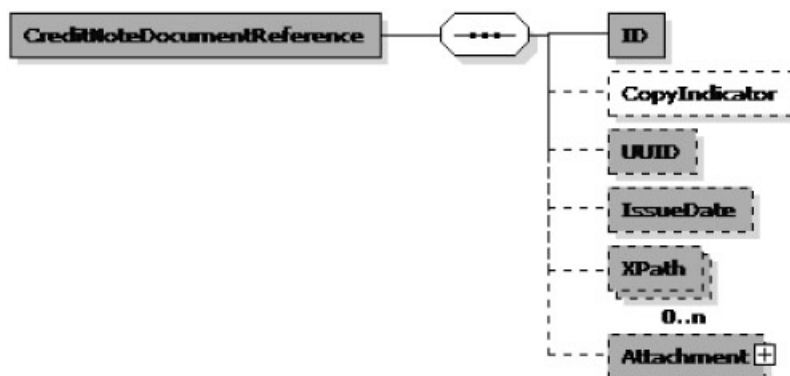 CreditNoteDocumentReference
ID
CopyIndicator
UUID
IssueDate
XPath
0..n
Attachment